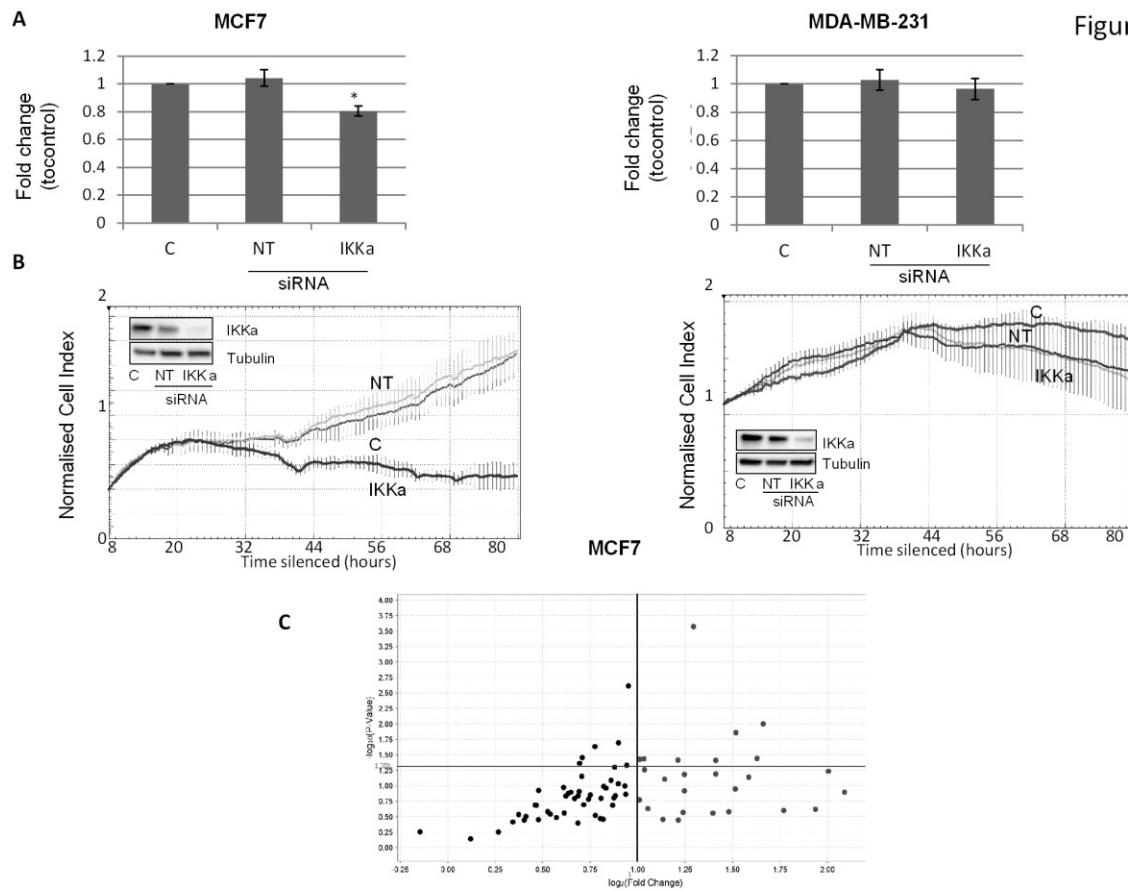 A
MCF7
MDA-MB-231
Figur
1.2
1
0.8
0.6
0.4
0.2
0
Fold change
(tocontrol)
*
C NT IKKa
siRNA
1.2
1
0.8
0.6
0.4
0.2
0
Fold change
(tocontrol)
C NT IKKa
siRNA
B
2
1
0
Normalised Cell Index
IKKa
Tubulin
C NT IKKa
siRNA
NT
C
IKKa
8 20 32 44 56 68 80
Time silenced (hours)
2
1
0
Normalised Cell Index
C
NT
IKKa
IKKa
Tubulin
C NT IKKa
siRNA
8 20 32 44 56 68 80
Time silenced (hours)
MCF7
C
4.00
3.75
3.50
3.25
3.00
2.75
2.50
2.25
2.00
1.75
1.50
1.25
1.00
0.75
0.50
0.25
0.00
-log₁₀(P-Value)
-0.25 0.00 0.25 0.50 0.75 1.00 1.25 1.50 1.75 2.00
log₂(Fold Change)